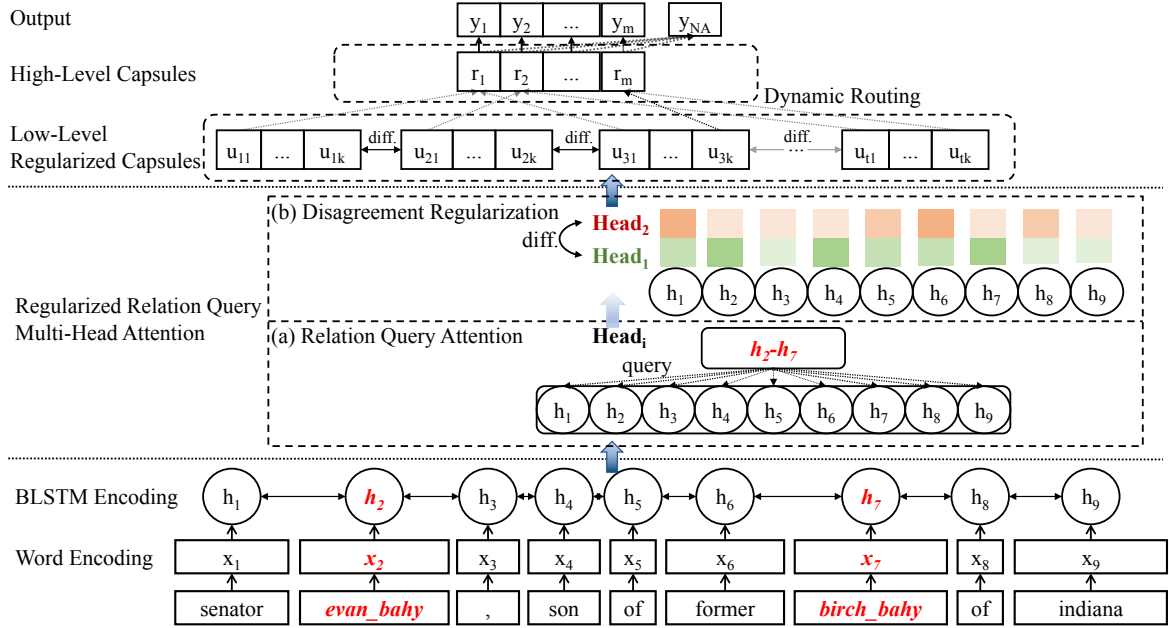 Output y₁ y₂ ... yₘ y_NA
High-Level Capsules r₁ r₂ ... rₘ
Dynamic Routing
Low-Level
Regularized Capsules u₁₁ ... u₁ₖ diff. u₂₁ ... u₂ₖ diff. u₃₁ ... u₃ₖ diff. ... uₜ₁ ... uₜₖ
(b) Disagreement Regularization
Head₂
diff.
Head₁
h₁ h₂ h₃ h₄ h₅ h₆ h₇ h₈ h₉
Regularized Relation Query
Multi-Head Attention
(a) Relation Query Attention
Headᵢ
h₂-h₇
query
h₁ h₂ h₃ h₄ h₅ h₆ h₇ h₈ h₉
BLSTM Encoding h₁ h₂ h₃ h₄ h₅ h₆ h₇ h₈ h₉
Word Encoding x₁ x₂ x₃ x₄ x₅ x₆ x₇ x₈ x₉
senator evan_bahy , son of former birch_bahy of indiana